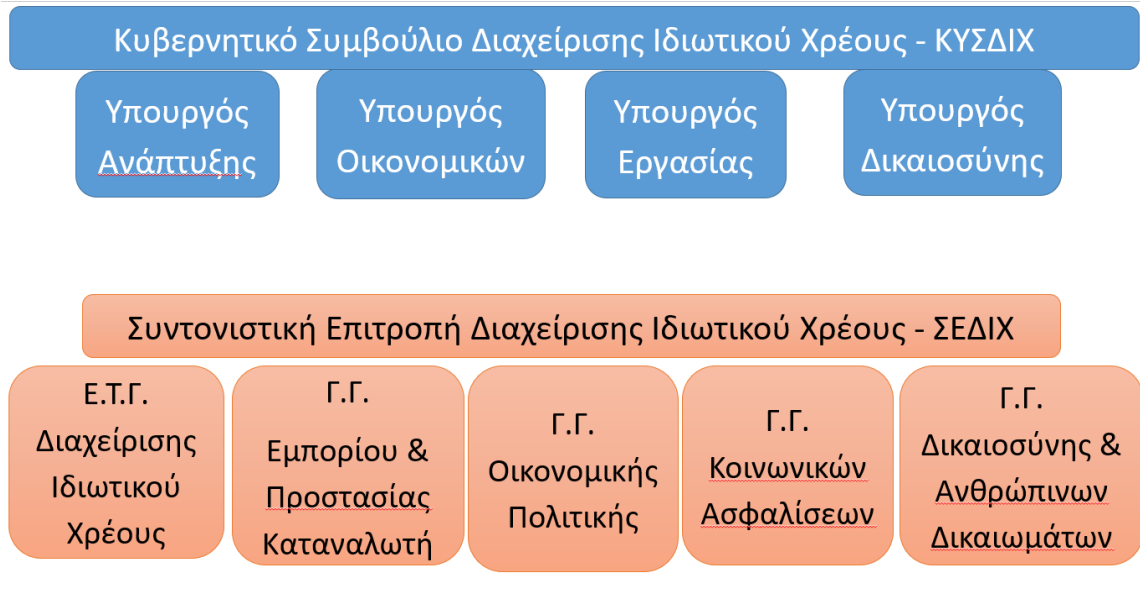 Κυβερνητικό Συμβούλιο Διαχείρισης Ιδιωτικού Χρέους - ΚΥΣΔΙΧ
Υπουργός
Ανάπτυξης
Υπουργός
Οικονομικών
Υπουργός
Εργασίας
Υπουργός
Δικαιοσύνης
Συντονιστική Επιτροπή Διαχείρισης Ιδιωτικού Χρέους - ΣΕΔΙΧ
Ε.Τ.Γ.
Διαχείρισης
Ιδιωτικού
Χρέους
Γ.Γ.
Εμπορίου &
Προστασίας
Καταναλωτή
Γ.Γ.
Οικονομικής
Πολιτικής
Γ.Γ.
Κοινωνικών
Ασφαλίσεων
Γ.Γ.
Δικαιοσύνης &
Ανθρώπινων
Δικαιωμάτων